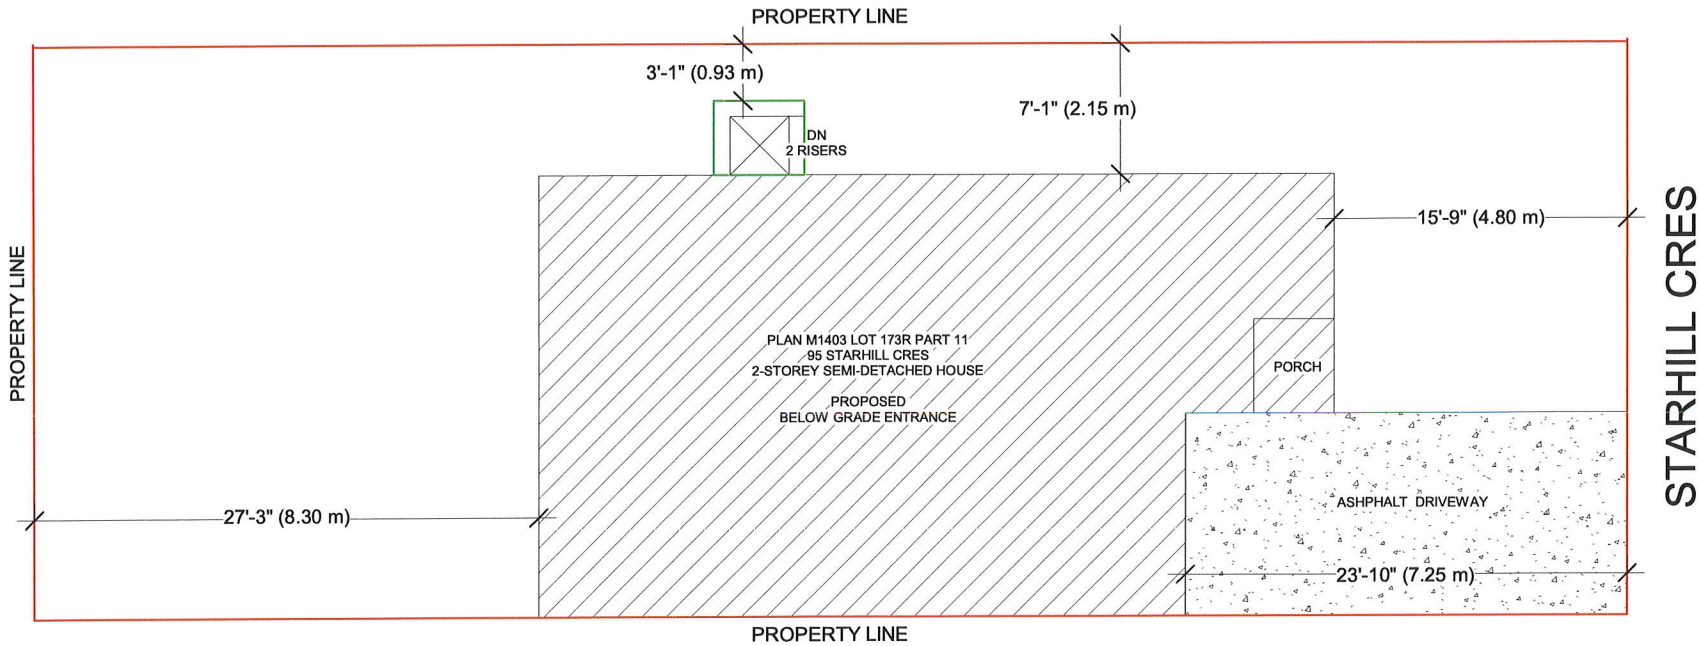 PROPERTY LINE
3'-1" (0.93 m)
7'-1" (2.15 m)
DN
2 RISERS
15'-9" (4.80 m)
STARHILL CRES
PROPERTY LINE
PLAN M1403 LOT 173R PART 11
95 STARHILL CRES
2-STOREY SEMI-DETACHED HOUSE
PROPOSED
BELOW GRADE ENTRANCE
PORCH
27'-3" (8.30 m)
ASHPHALT DRIVEWAY
23'-10" (7.25 m)
PROPERTY LINE